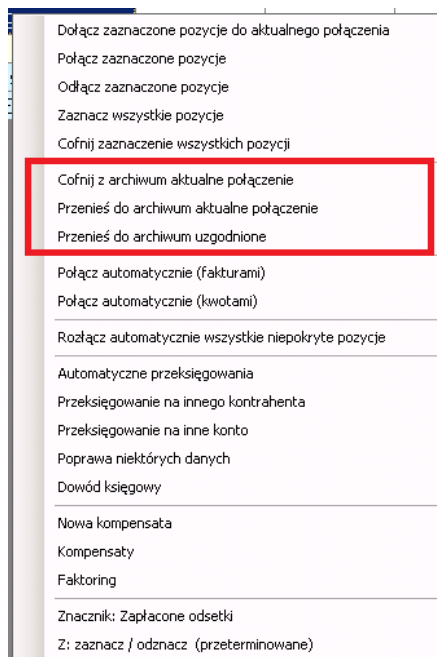 Dołącz zaznaczone pozycje do aktualnego połączenia
Połącz zaznaczone pozycje
Odłącz zaznaczone pozycje
Zaznacz wszystkie pozycje
Cofnij zaznaczenie wszystkich pozycji
Cofnij z archiwum aktualne połączenie
Przenieś do archiwum aktualne połączenie
Przenieś do archiwum uzgodnione
Połącz automatycznie (fakturami)
Połącz automatycznie (kwotami)
Rozłącz automatycznie wszystkie niepokryte pozycje
Automatyczne przeksięgowania
Przeksięgowanie na innego kontrahenta
Przeksięgowanie na inne konto
Poprawa niektórych danych
Dowód księgowy
Nowa kompensata
Kompensaty
Faktoring
Znacznik: Zapłacone odsetki
Z: zaznacz / odznacz (przeterminowane)